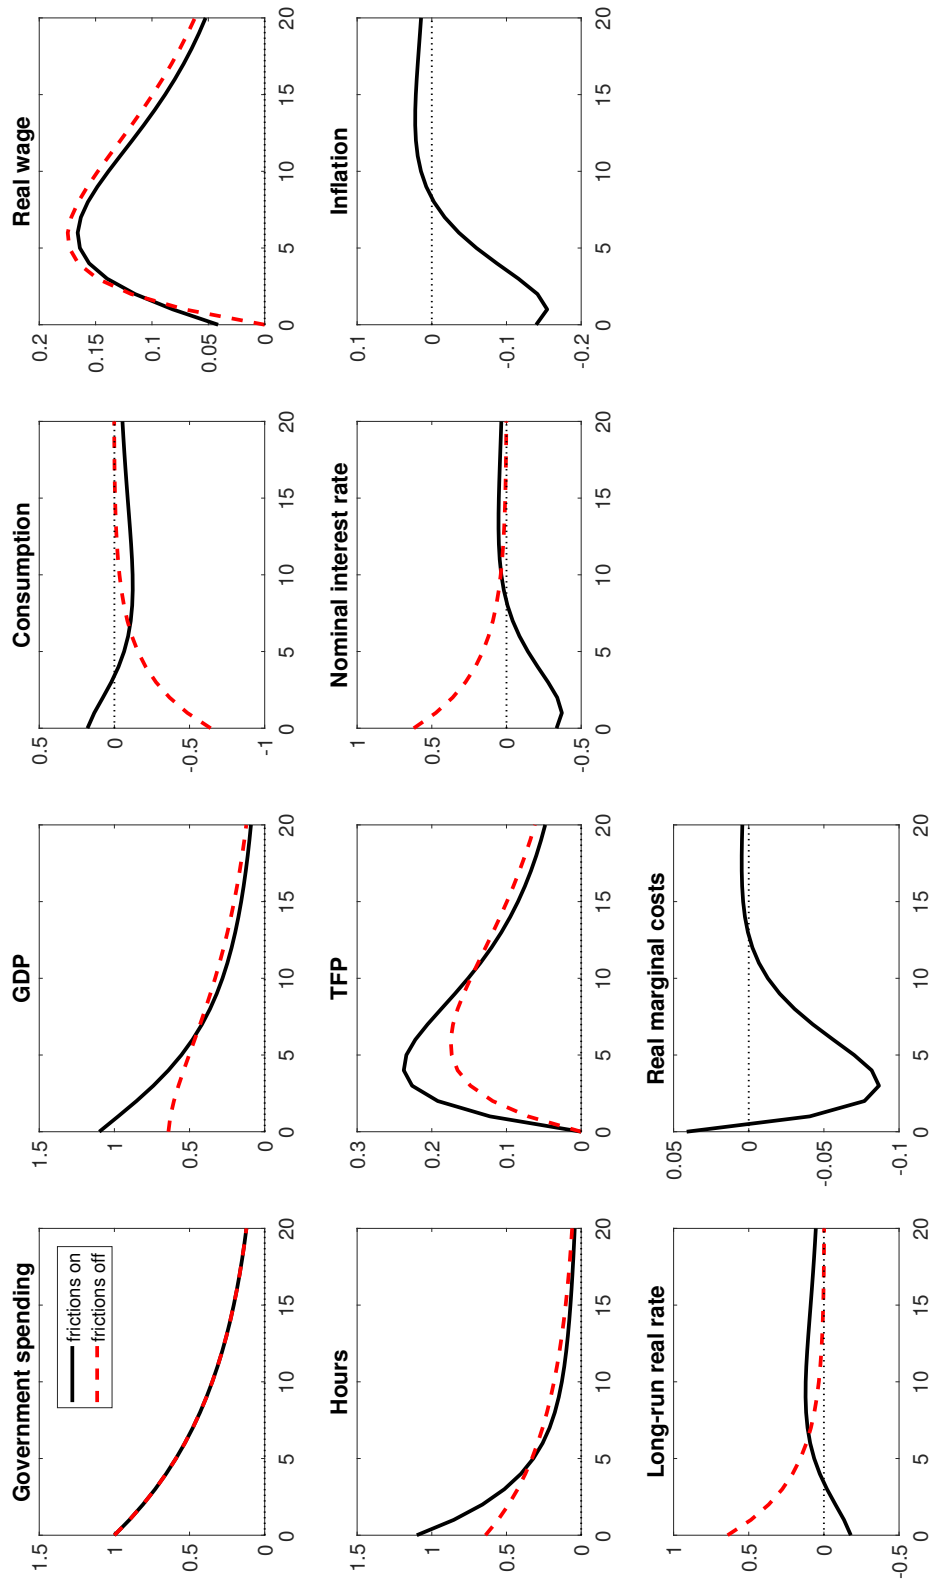 Government spending
1.5
1
0.5
0
frictions on
frictions off
0 5 10 15 20
GDP
1.5
1
0.5
0
0 5 10 15 20
Consumption
0.5
0
-0.5
-1
0 5 10 15 20
Real wage
0.2
0.15
0.1
0.05
0
0 5 10 15 20
Hours
1.5
1
0.5
0
0 5 10 15 20
TFP
0.3
0.2
0.1
0
0 5 10 15 20
Nominal interest rate
1
0.5
0
-0.5
0 5 10 15 20
Inflation
0.1
0
-0.1
-0.2
0 5 10 15 20
Long-run real rate
1
0.5
0
-0.5
0 5 10 15 20
Real marginal costs
0.05
0
-0.05
-0.1
0 5 10 15 20